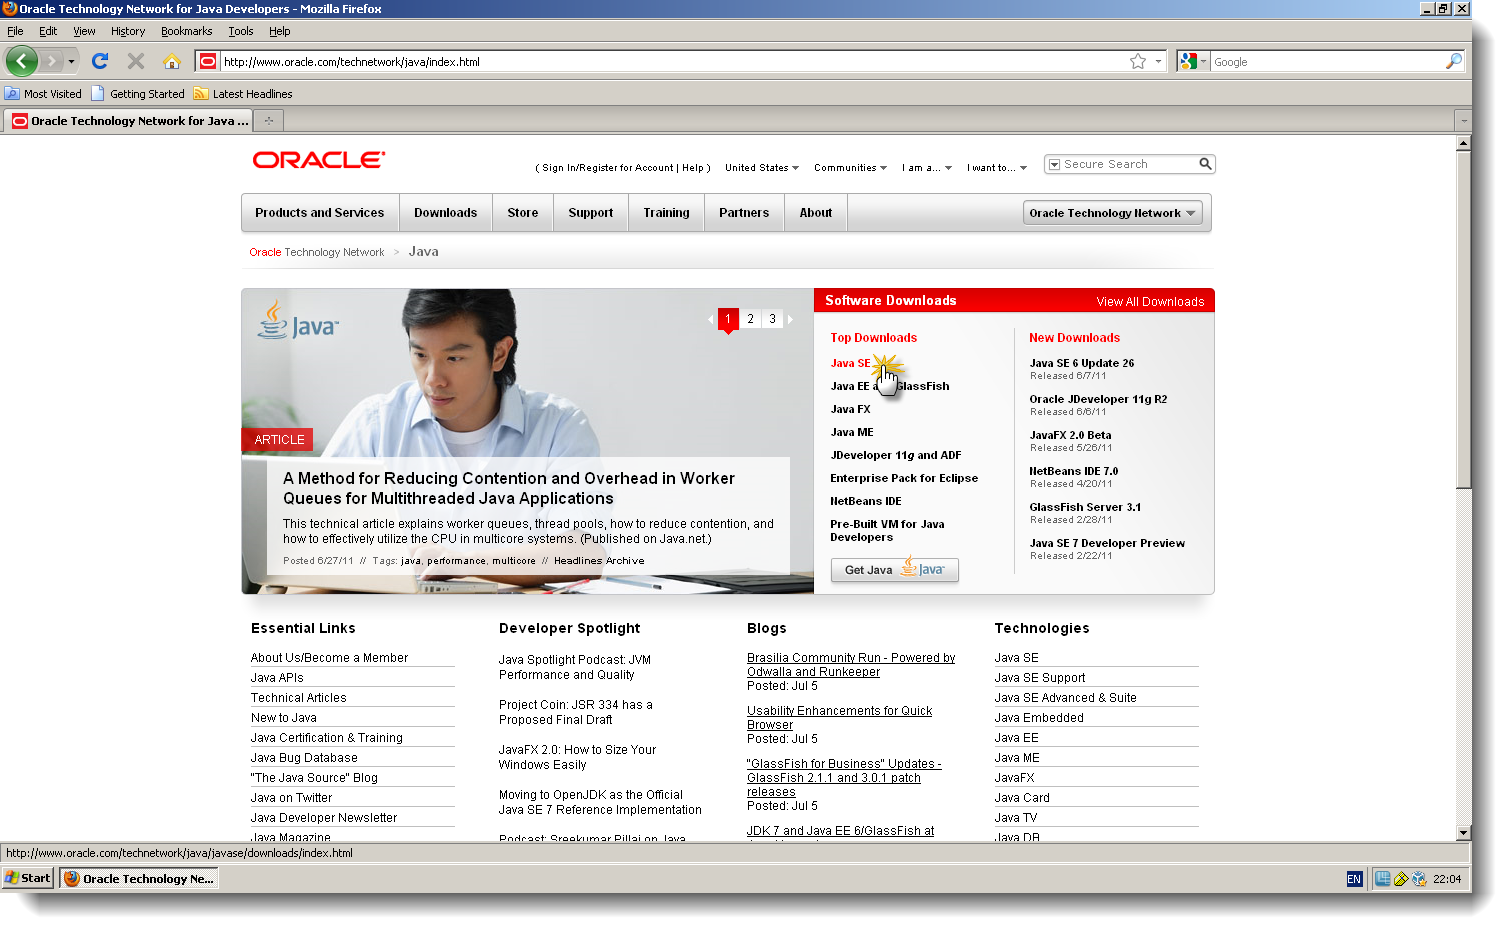 Oracle Technology Network for Java Developers - Mozilla Firefox
File Edit View History Bookmarks Tools Help
http://www.oracle.com/technetwork/java/index.html
Google
Most Visited Getting Started Latest Headlines
Oracle Technology Network for Java ...
ORACLE
( Sign In/Register for Account | Help ) United States Communities I am a... I want to... Secure Search
Products and Services Downloads Store Support Training Partners About Oracle Technology Network
Oracle Technology Network > Java
Java™
1 2 3
ARTICLE
A Method for Reducing Contention and Overhead in Worker
Queues for Multithreaded Java Applications
This technical article explains worker queues, thread pools, how to reduce contention, and
how to effectively utilize the CPU in multicore systems. (Published on Java.net.)
Posted 6/27/11 // Tags: java, performance, multicore // Headlines Archive
Software Downloads View All Downloads
Top Downloads
Java SE
Java EE a GlassFish
Java FX
Java ME
JDeveloper 11g and ADF
Enterprise Pack for Eclipse
NetBeans IDE
Pre-Built VM for Java
Developers
Get Java Java™
New Downloads
Java SE 6 Update 26
Released 6/7/11
Oracle JDeveloper 11g R2
Released 6/6/11
JavaFX 2.0 Beta
Released 5/26/11
NetBeans IDE 7.0
Released 4/20/11
GlassFish Server 3.1
Released 2/28/11
Java SE 7 Developer Preview
Released 2/22/11
Essential Links
About Us/Become a Member
Java APIs
Technical Articles
New to Java
Java Certification & Training
Java Bug Database
"The Java Source" Blog
Java on Twitter
Java Developer Newsletter
Java Magazine
Developer Spotlight
Java Spotlight Podcast: JVM
Performance and Quality
Project Coin: JSR 334 has a
Proposed Final Draft
JavaFX 2.0: How to Size Your
Windows Easily
Moving to OpenJDK as the Official
Java SE 7 Reference Implementation
Podcast: Sreekumar Pillai on Java
Blogs
Brasilia Community Run - Powered by
Odwalla and Runkeeper
Posted: Jul 5
Usability Enhancements for Quick
Browser
Posted: Jul 5
"GlassFish for Business" Updates -
GlassFish 2.1.1 and 3.0.1 patch
releases
Posted: Jul 5
JDK 7 and Java EE 6/GlassFish at
Technologies
Java SE
Java SE Support
Java SE Advanced & Suite
Java Embedded
Java EE
Java ME
JavaFX
Java Card
Java TV
Java DB
http://www.oracle.com/technetwork/java/javase/downloads/index.html
Start Oracle Technology Ne... EN 22:04